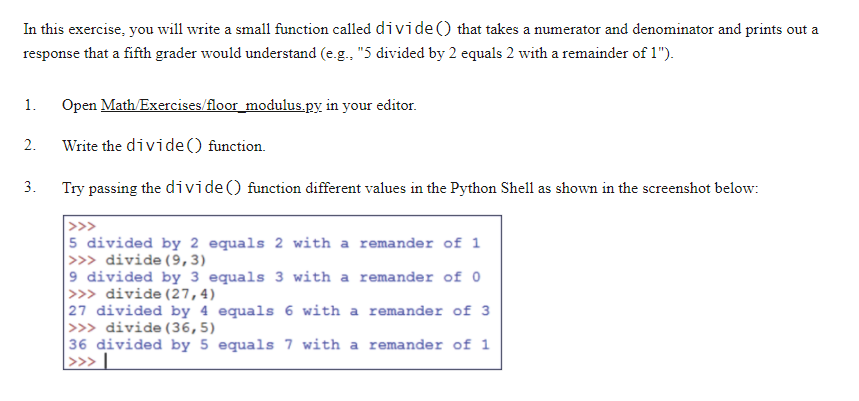 In this exercise, you will write a small function called divide() that takes a numerator and denominator and prints out a
response that a fifth grader would understand (e.g., "5 divided by 2 equals 2 with a remainder of 1").
1. Open Math/Exercises/floor_modulus.py in your editor.
2. Write the divide() function.
3. Try passing the divide() function different values in the Python Shell as shown in the screenshot below:
>>>
5 divided by 2 equals 2 with a remander of 1
>>> divide(9,3)
9 divided by 3 equals 3 with a remander of 0
>>> divide(27,4)
27 divided by 4 equals 6 with a remander of 3
>>> divide(36,5)
36 divided by 5 equals 7 with a remander of 1
>>>